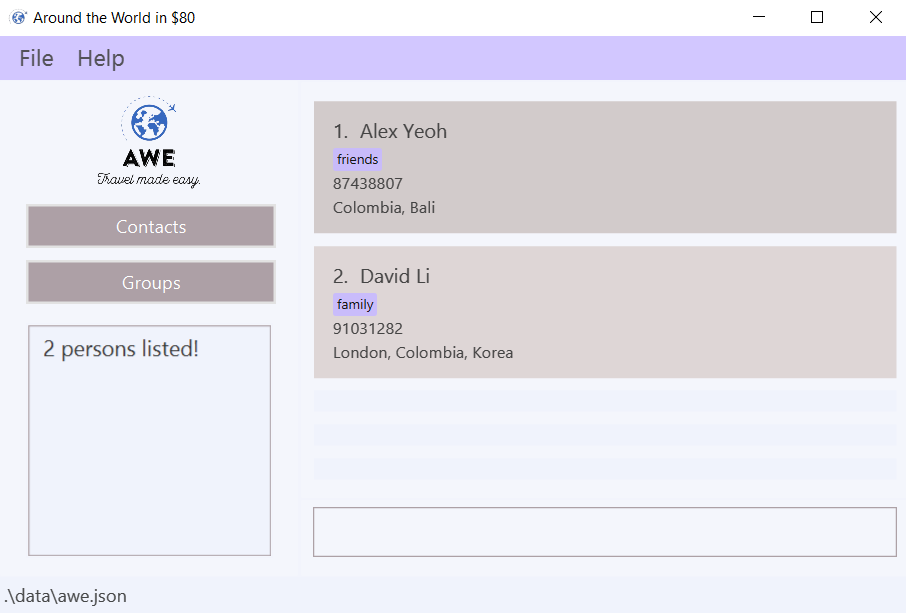 Around the World in $80
File Help
AWE
Travel made easy.
Contacts
Groups
2 persons listed!
1. Alex Yeoh
friends
87438807
Colombia, Bali
2. David Li
family
91031282
London, Colombia, Korea
.\data\awe.json